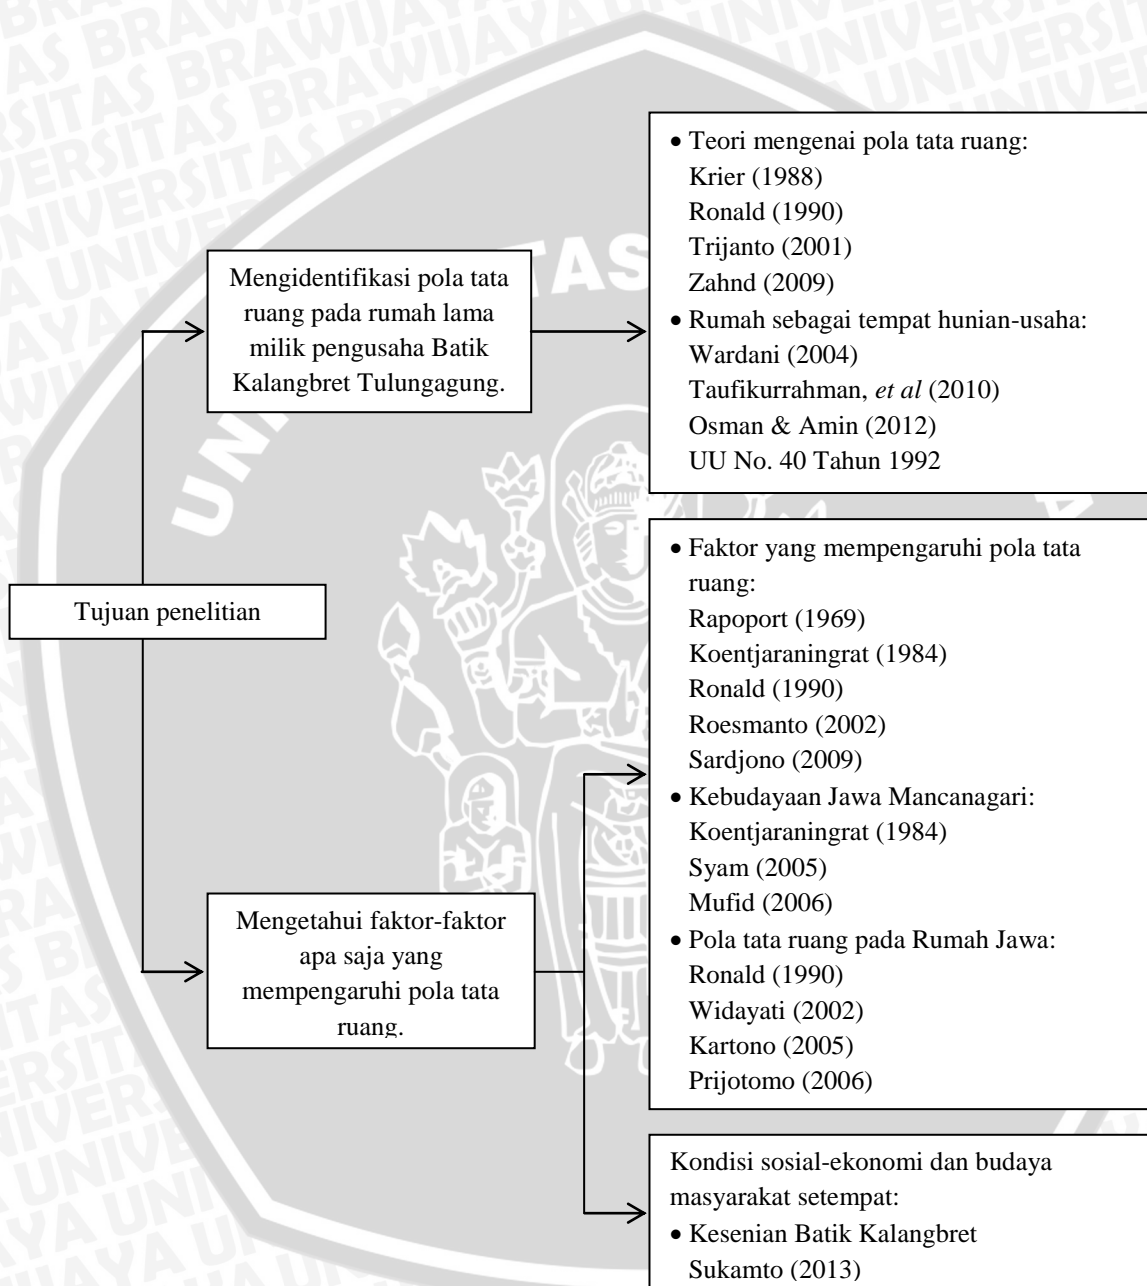 Tujuan penelitian
Mengidentifikasi pola tata
ruang pada rumah lama
milik pengusaha Batik
Kalangbret Tulungagung.
• Teori mengenai pola tata ruang:
Krier (1988)
Ronald (1990)
Trijanto (2001)
Zahnd (2009)
• Rumah sebagai tempat hunian-usaha:
Wardani (2004)
Taufikurrahman, et al (2010)
Osman & Amin (2012)
UU No. 40 Tahun 1992
Mengetahui faktor-faktor
apa saja yang
mempengaruhi pola tata
ruang.
• Faktor yang mempengaruhi pola tata
ruang:
Rapoport (1969)
Koentjaraningrat (1984)
Ronald (1990)
Roesmanto (2002)
Sardjono (2009)
• Kebudayaan Jawa Mancanagari:
Koentjaraningrat (1984)
Syam (2005)
Mufid (2006)
• Pola tata ruang pada Rumah Jawa:
Ronald (1990)
Widayati (2002)
Kartono (2005)
Prijotomo (2006)
Kondisi sosial-ekonomi dan budaya
masyarakat setempat:
• Kesenian Batik Kalangbret
Sukamto (2013)